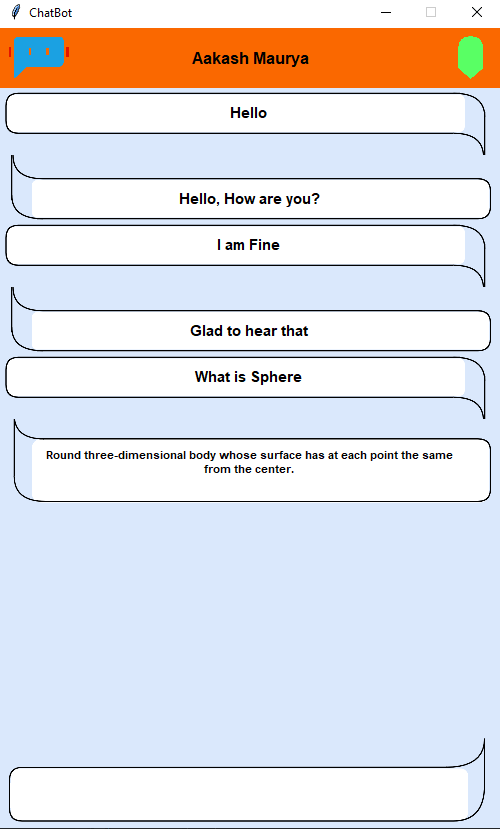 ChatBot
Aakash Maurya
Hello
Hello, How are you?
I am Fine
Glad to hear that
What is Sphere
Round three-dimensional body whose surface has at each point the same
from the center.